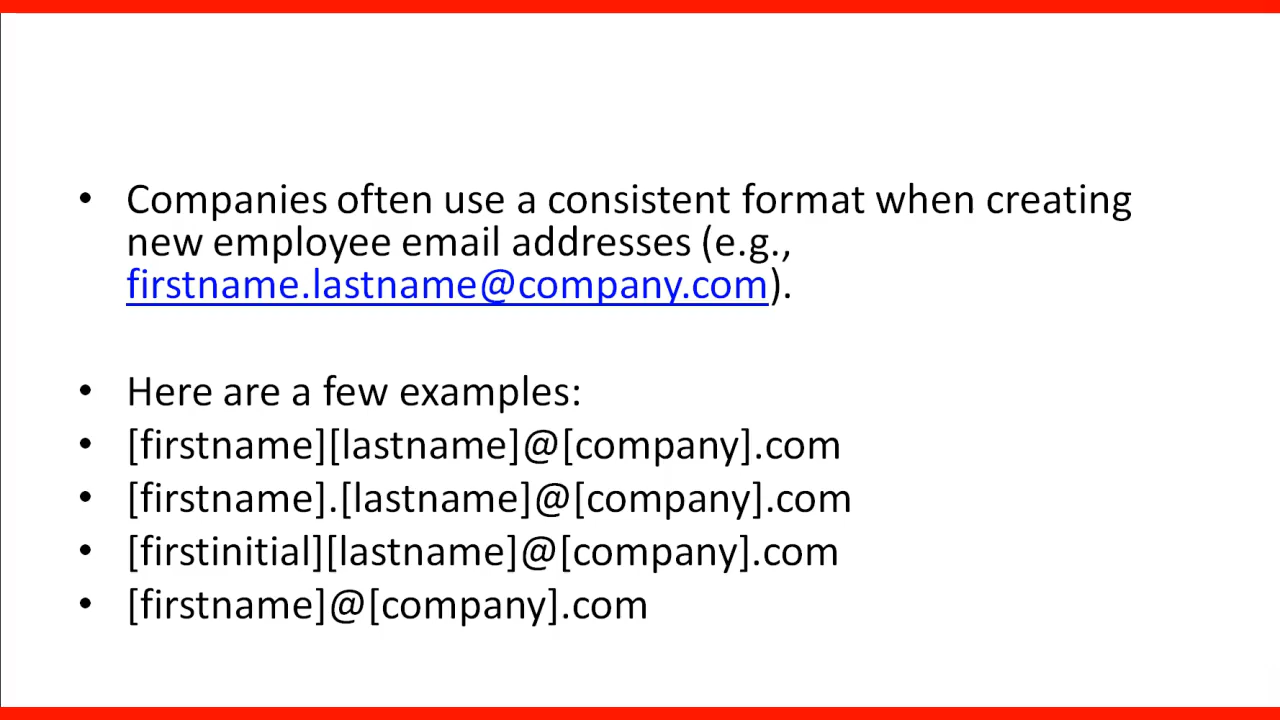 • Companies often use a consistent format when creating
new employee email addresses (e.g.,
firstname.lastname@company.com).
• Here are a few examples:
• [firstname][lastname]@[company].com
• [firstname].[lastname]@[company].com
• [firstinitial][lastname]@[company].com
• [firstname]@[company].com